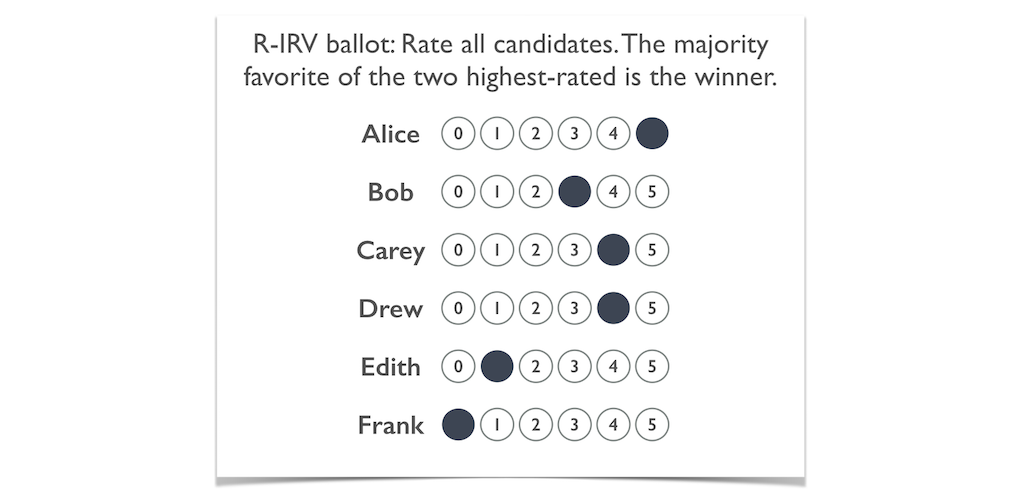 R-IRV ballot: Rate all candidates. The majority
favorite of the two highest-rated is the winner.
Alice 0 1 2 3 4
Bob 0 1 2 4 5
Carey 0 1 2 3 5
Drew 0 1 2 3 5
Edith 0 2 3 4 5
Frank 1 2 3 4 5